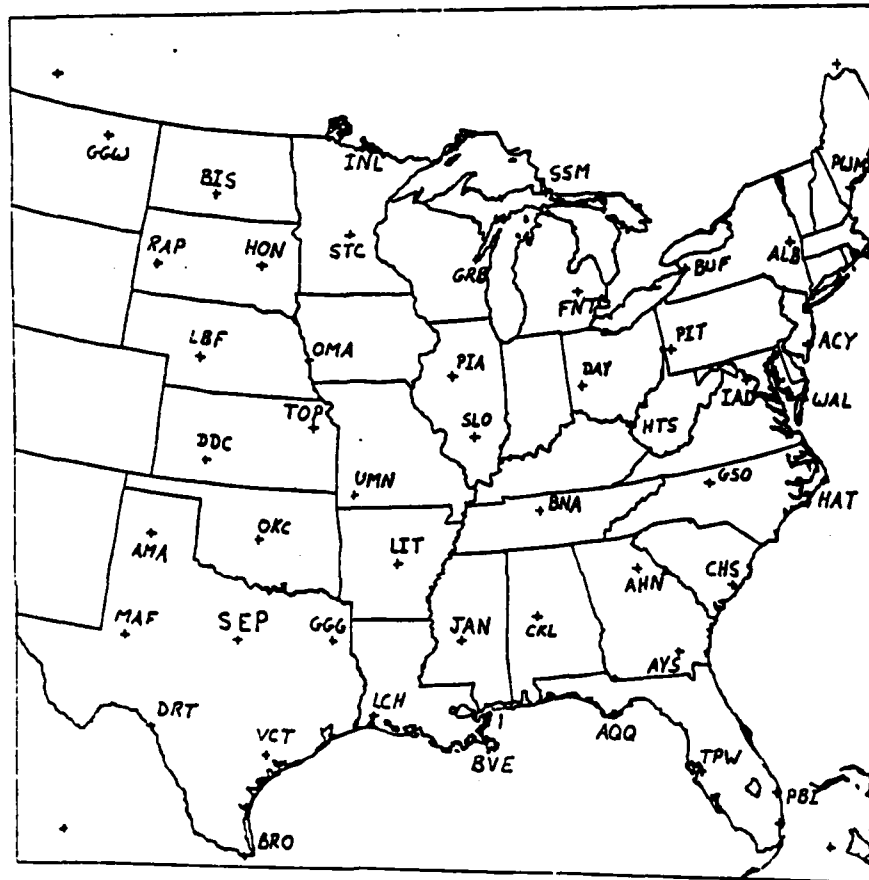 GGW
INL
SSM
PWM
BIS
RAP
HON
STC
GRB
BUF
ALB
FNT
LBF
OMA
PIA
DAY
PIT
ACY
TOP
SLO
HTS
IAD
WAL
DDC
UMN
BNA
GSO
HAT
AMA
OKC
LIT
AHN
CHS
MAF
SEP
GGG
JAN
CKL
AYS
DRT
VCT
LCH
BVE
AQQ
TPW
PBI
BRO